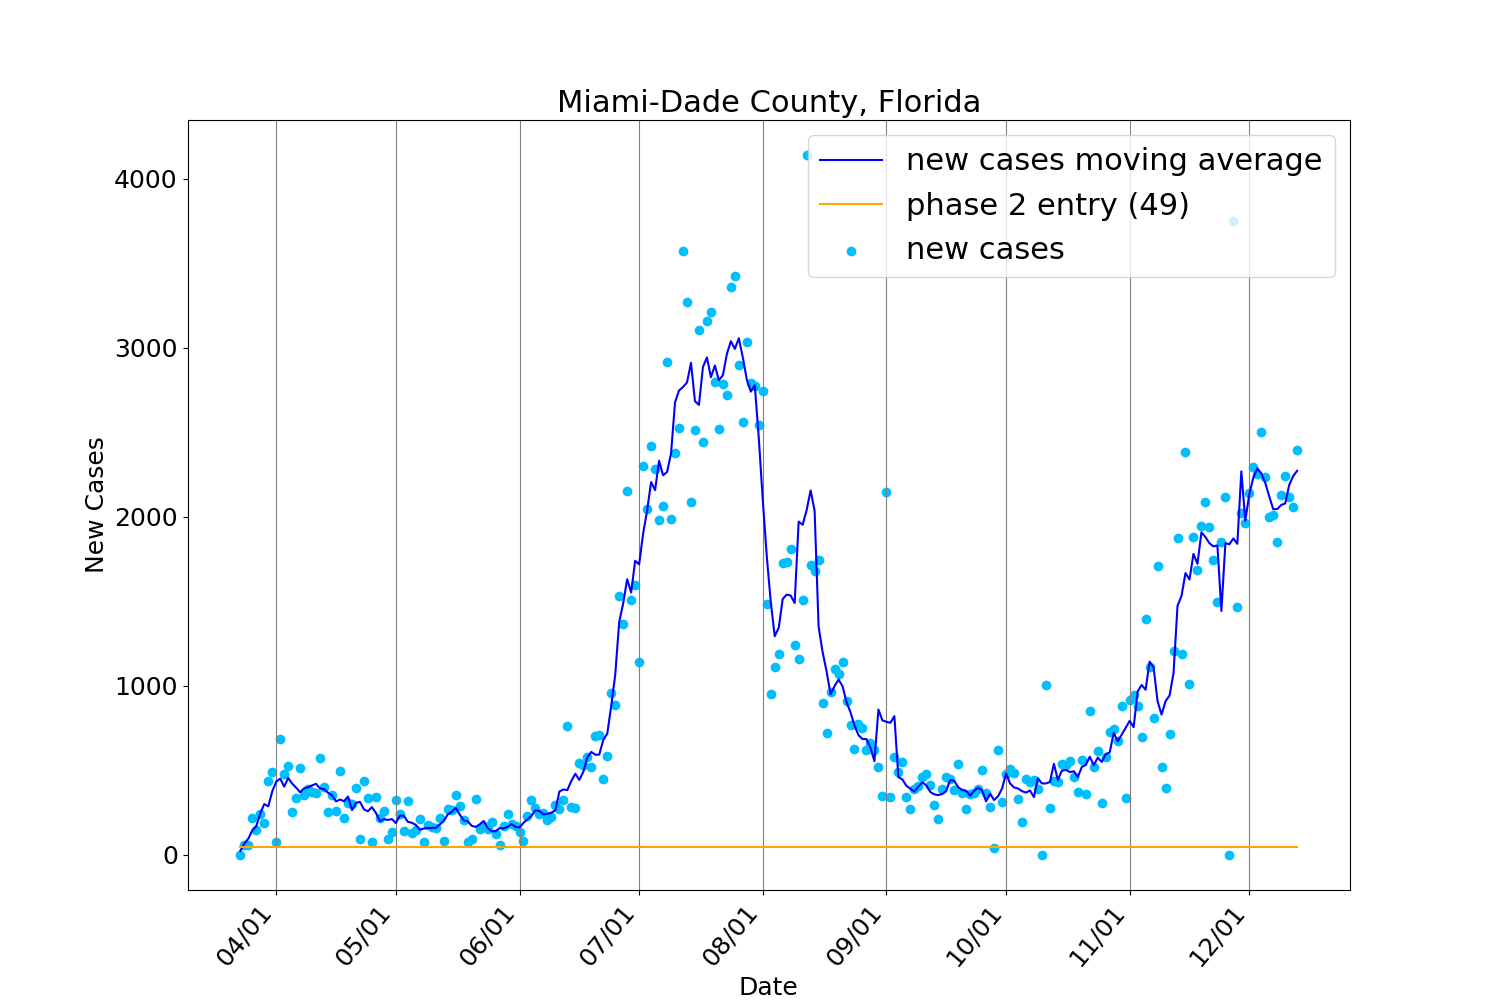 Miami-Dade County, Florida
new cases moving average
phase 2 entry (49)
new cases
New Cases
4000
3000
2000
1000
0
04/01
05/01
06/01
07/01
08/01
09/01
10/01
11/01
12/01
Date